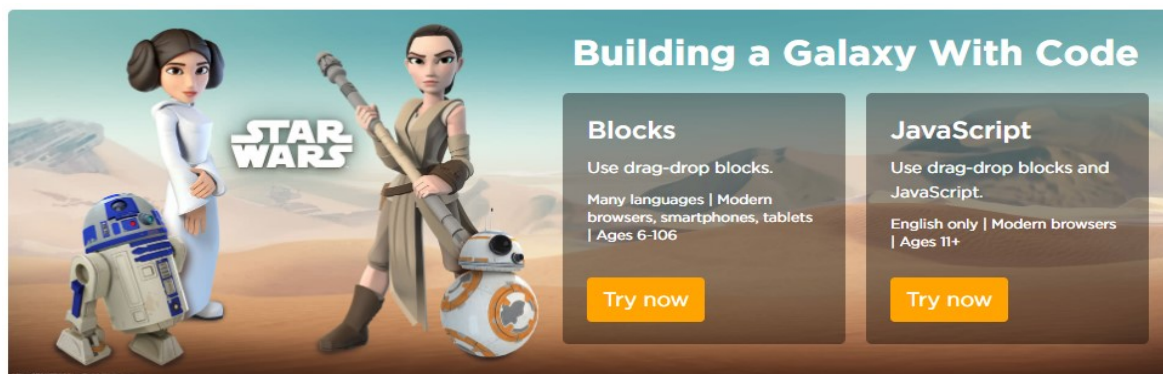 Building a Galaxy With Code
STAR
WARS
Blocks
Use drag-drop blocks.
Many languages | Modern
browsers, smartphones, tablets
| Ages 6-106
Try now
JavaScript
Use drag-drop blocks and
JavaScript.
English only | Modern browsers
| Ages 11+
Try now